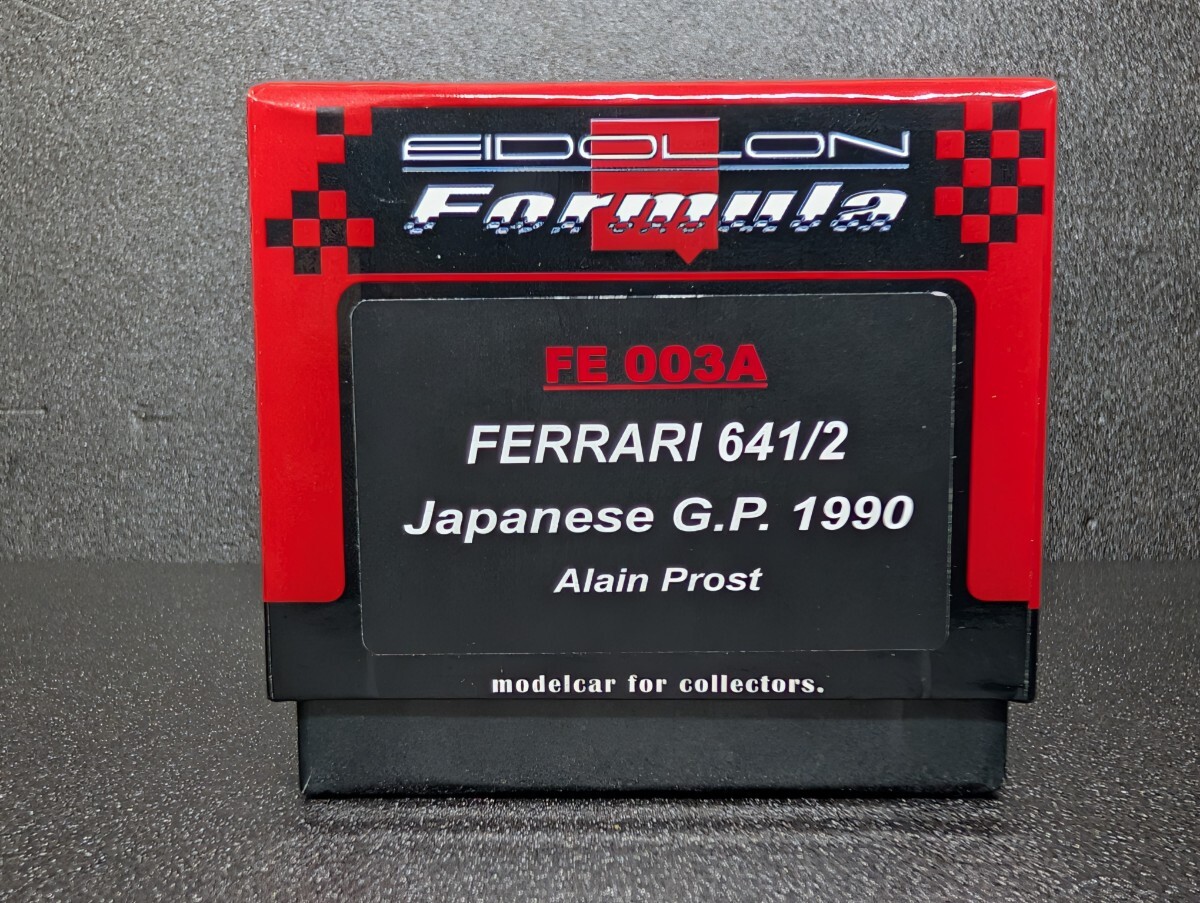 EIDOLON
Formula
FE 003A
FERRARI 641/2
Japanese G.P. 1990
Alain Prost
modelcar for collectors.